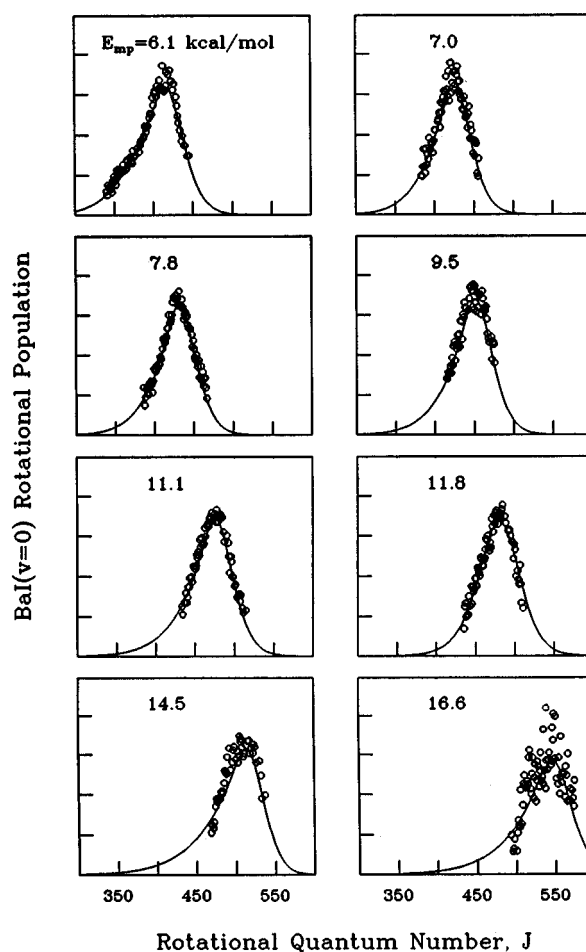 E_mp=6.1 kcal/mol
7.0
7.8
9.5
11.1
11.8
14.5
16.6
BaI(v=0) Rotational Population
350 450 550 350 450 550
Rotational Quantum Number, J